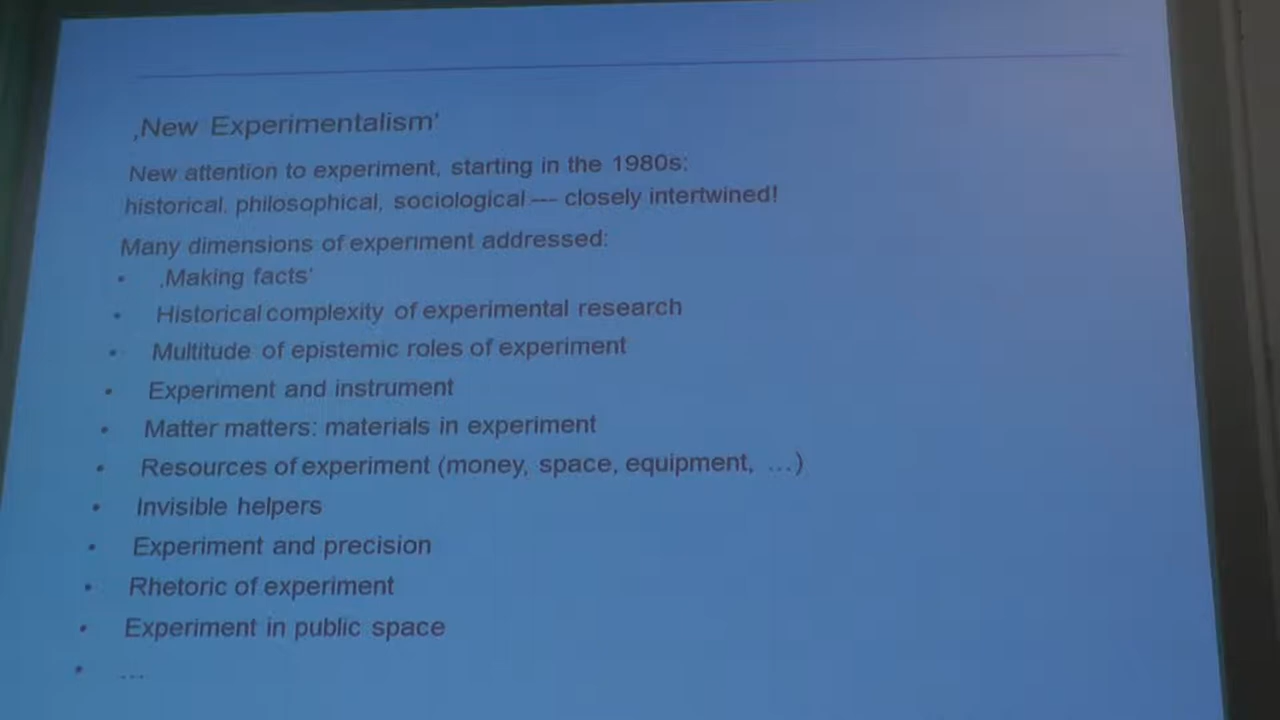 ‚New Experimentalism'
New attention to experiment, starting in the 1980s:
historical, philosophical, sociological — closely intertwined!
Many dimensions of experiment addressed:
• ‚Making facts'
• Historical complexity of experimental research
• Multitude of epistemic roles of experiment
• Experiment and instrument
• Matter matters: materials in experiment
• Resources of experiment (money, space, equipment, …)
• Invisible helpers
• Experiment and precision
• Rhetoric of experiment
• Experiment in public space
• …